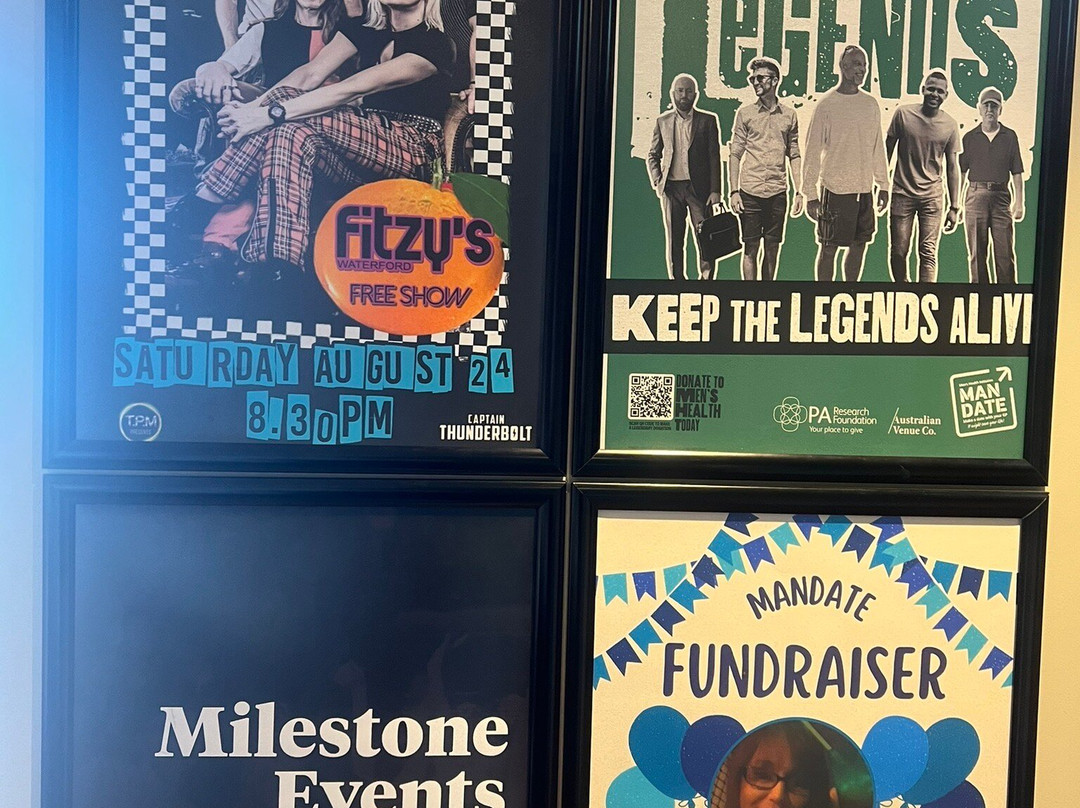 fitzy's
WATERFORD
FREE SHOW
SATURDAY AUGUST 24
8.30PM
T.P.M
PRESENTS
CAPTAIN
THUNDERBOLT
LEGENDS
KEEP THE LEGENDS ALIVE
DONATE TO
MEN'S
HEALTH
TODAY
PA Research
Foundation
Your place to give
Australian
Venue Co.
MAN
DATE
Milestone
Events
MANDATE
FUNDRAISER